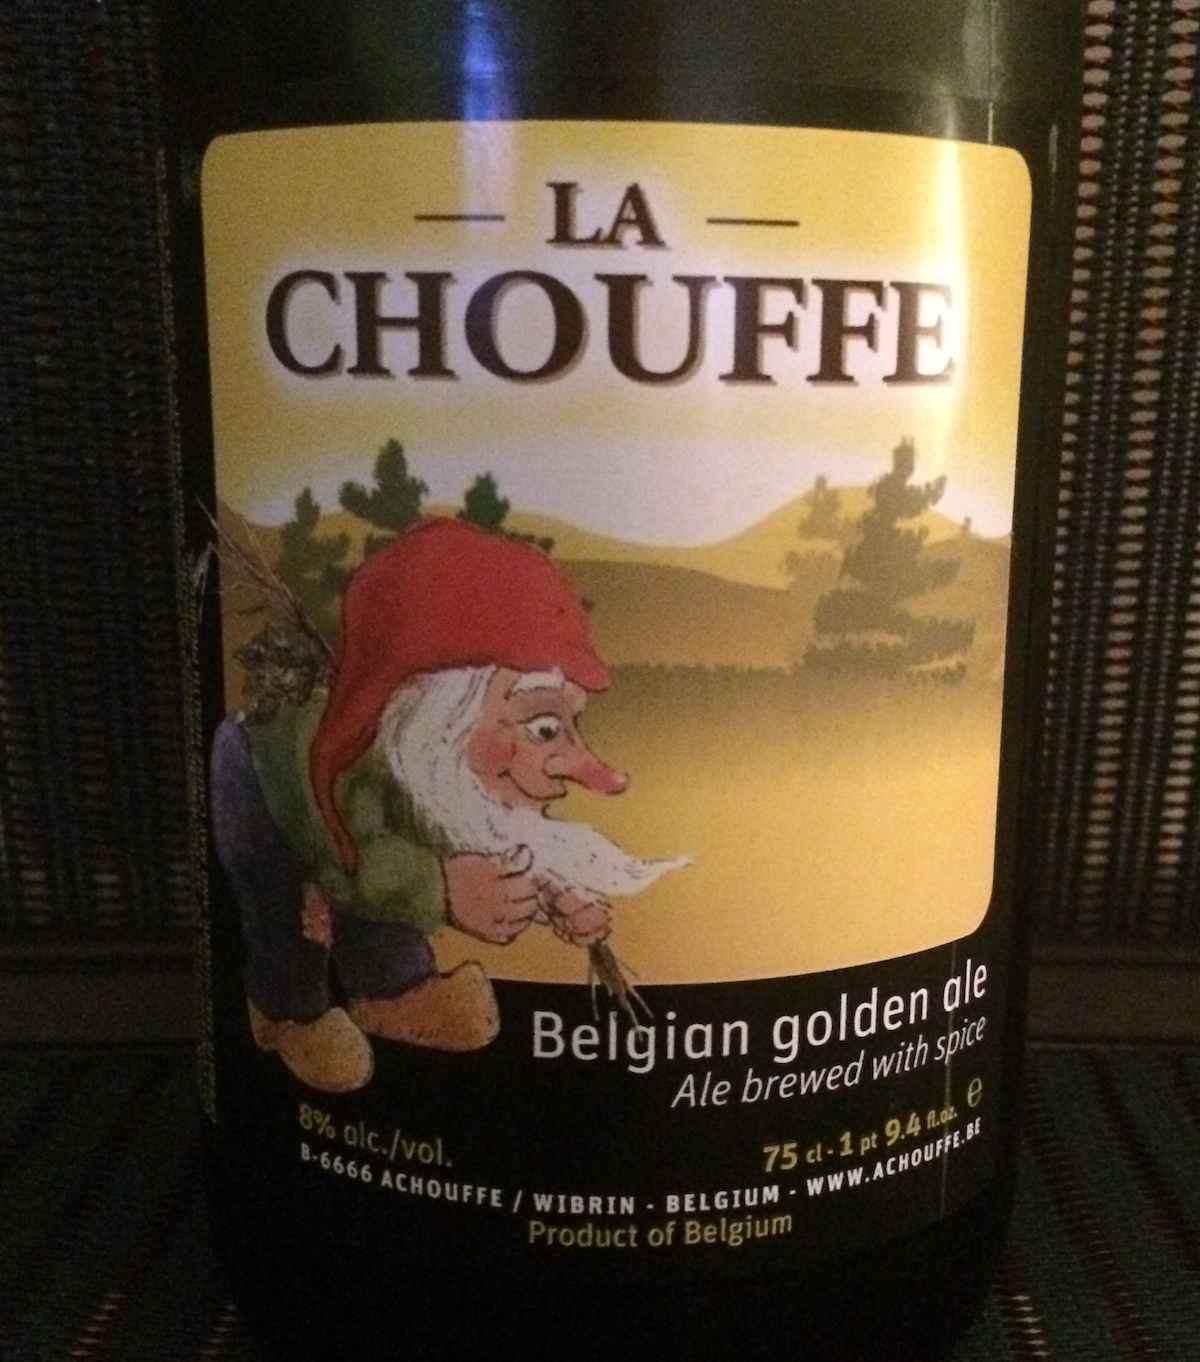 LA
CHOUFFE
Belgian golden ale
Ale brewed with spice
8% alc./vol.
75 cl - 1 pt 9.4 fl.oz. e
B-6666 ACHOUFFE / WIBRIN - BELGIUM - WWW.ACHOUFFE.BE
Product of Belgium